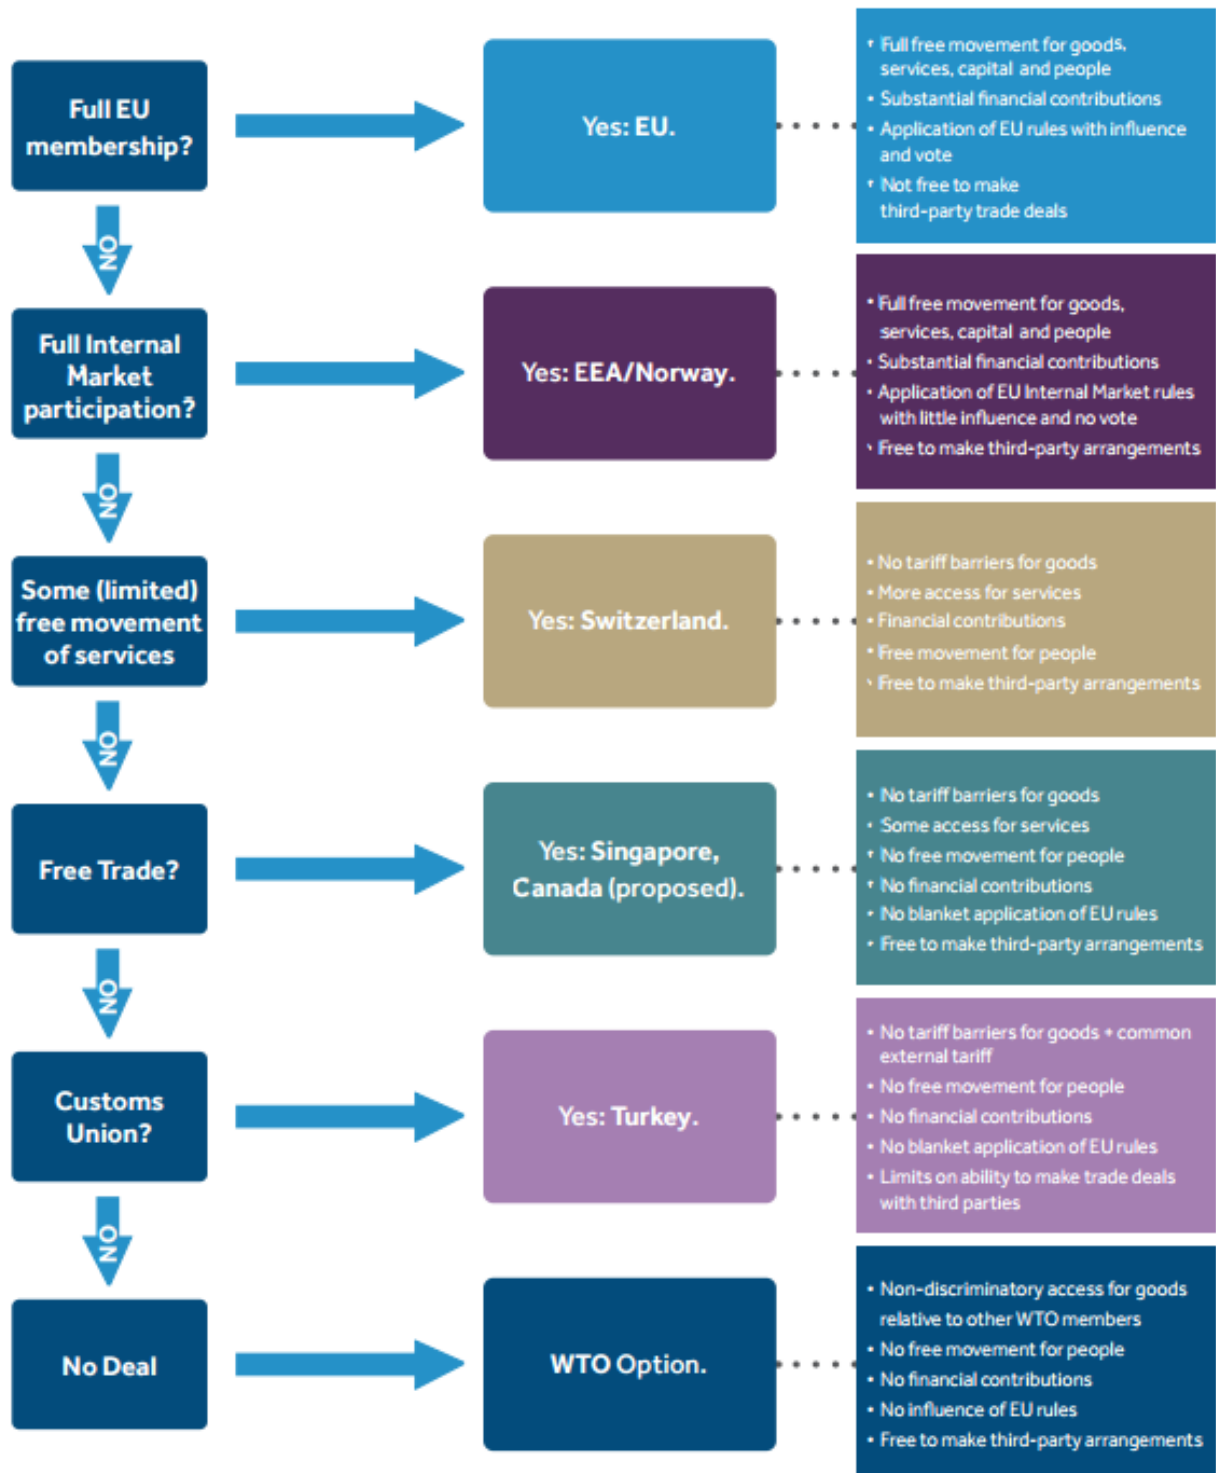 Full EU
membership?
Yes: EU.
• Full free movement for goods,
services, capital and people
• Substantial financial contributions
• Application of EU rules with influence
and vote
• Not free to make
third-party trade deals
NO
Full Internal
Market
participation?
Yes: EEA/Norway.
• Full free movement for goods,
services, capital and people
• Substantial financial contributions
• Application of EU Internal Market rules
with little influence and no vote
• Free to make third-party arrangements
NO
Some (limited)
free movement
of services
Yes: Switzerland.
• No tariff barriers for goods
• More access for services
• Financial contributions
• Free movement for people
• Free to make third-party arrangements
NO
Free Trade?
Yes: Singapore,
Canada (proposed).
• No tariff barriers for goods
• Some access for services
• No free movement for people
• No financial contributions
• No blanket application of EU rules
• Free to make third-party arrangements
NO
Customs
Union?
Yes: Turkey.
• No tariff barriers for goods + common
external tariff
• No free movement for people
• No financial contributions
• No blanket application of EU rules
• Limits on ability to make trade deals
with third parties
NO
No Deal
WTO Option.
• Non-discriminatory access for goods
relative to other WTO members
• No free movement for people
• No financial contributions
• No influence of EU rules
• Free to make third-party arrangements